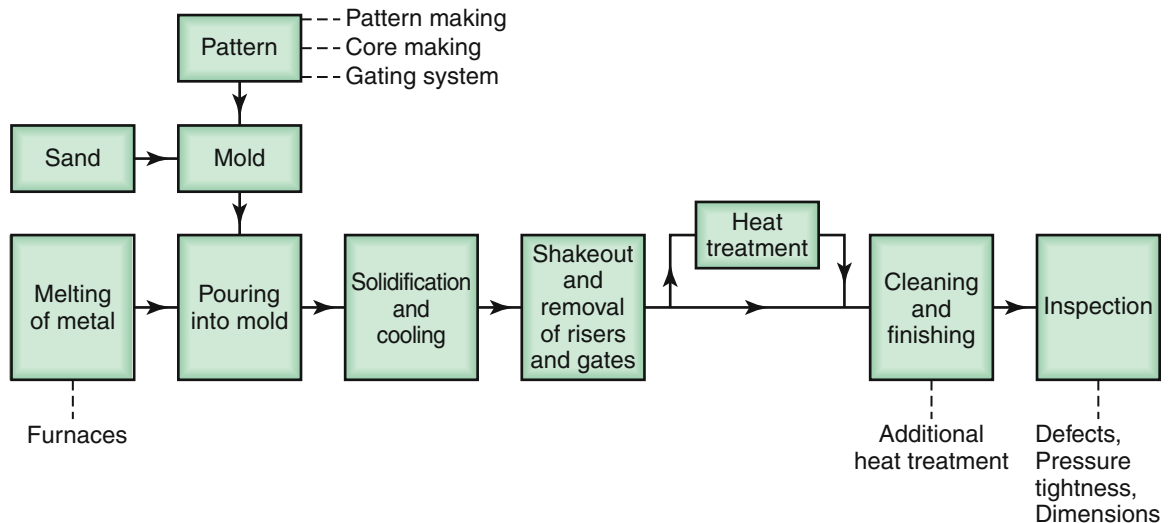 Pattern
Pattern making
Core making
Gating system
Sand
Mold
Melting
of metal
Pouring
into mold
Solidification
and
cooling
Shakeout
and
removal
of risers
and gates
Heat
treatment
Cleaning
and
finishing
Inspection
Furnaces
Additional
heat treatment
Defects,
Pressure
tightness,
Dimensions